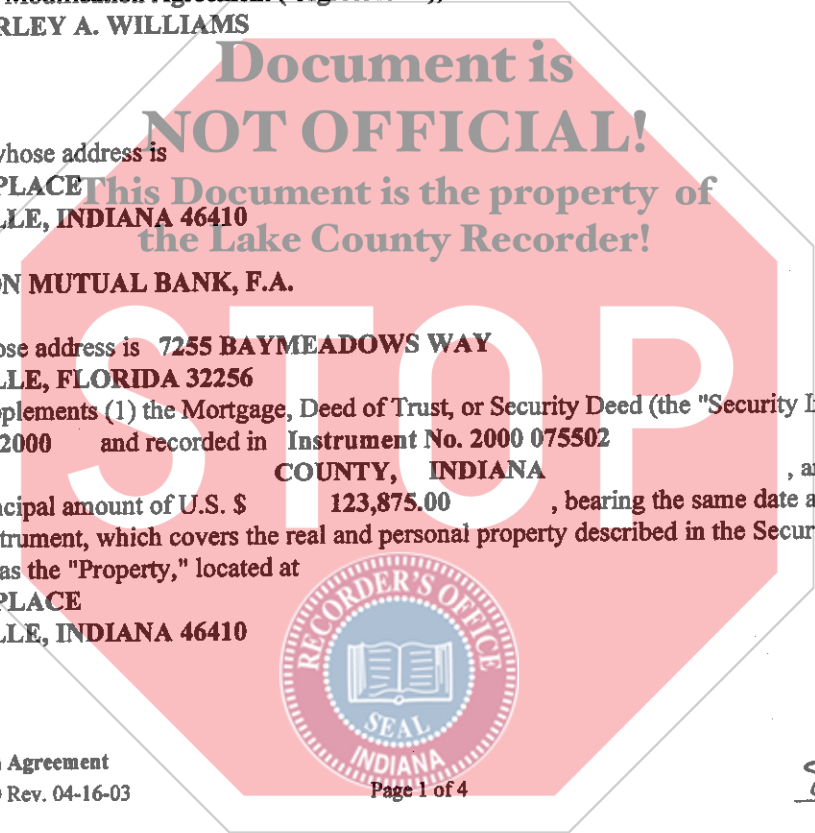 Modification Agreement
RLEY A. WILLIAMS
Document is
NOT OFFICIAL!
whose address is
PLACE
This Document is the property of
LLE, INDIANA 46410
the Lake County Recorder!
ON MUTUAL BANK, F.A.
STOP
ose address is 7255 BAYMEADOWS WAY
LLE, FLORIDA 32256
pplements (1) the Mortgage, Deed of Trust, or Security Deed (the "Security I
2000 and recorded in Instrument No. 2000 075502
COUNTY, INDIANA , a
ncipal amount of U.S. $ 123,875.00 , bearing the same date a
trument, which covers the real and personal property described in the Secur
as the "Property," located at
PLACE
LLE, INDIANA 46410
RECORDER'S OFFICE
SEAL
INDIANA
Agreement
Rev. 04-16-03
Page 1 of 4